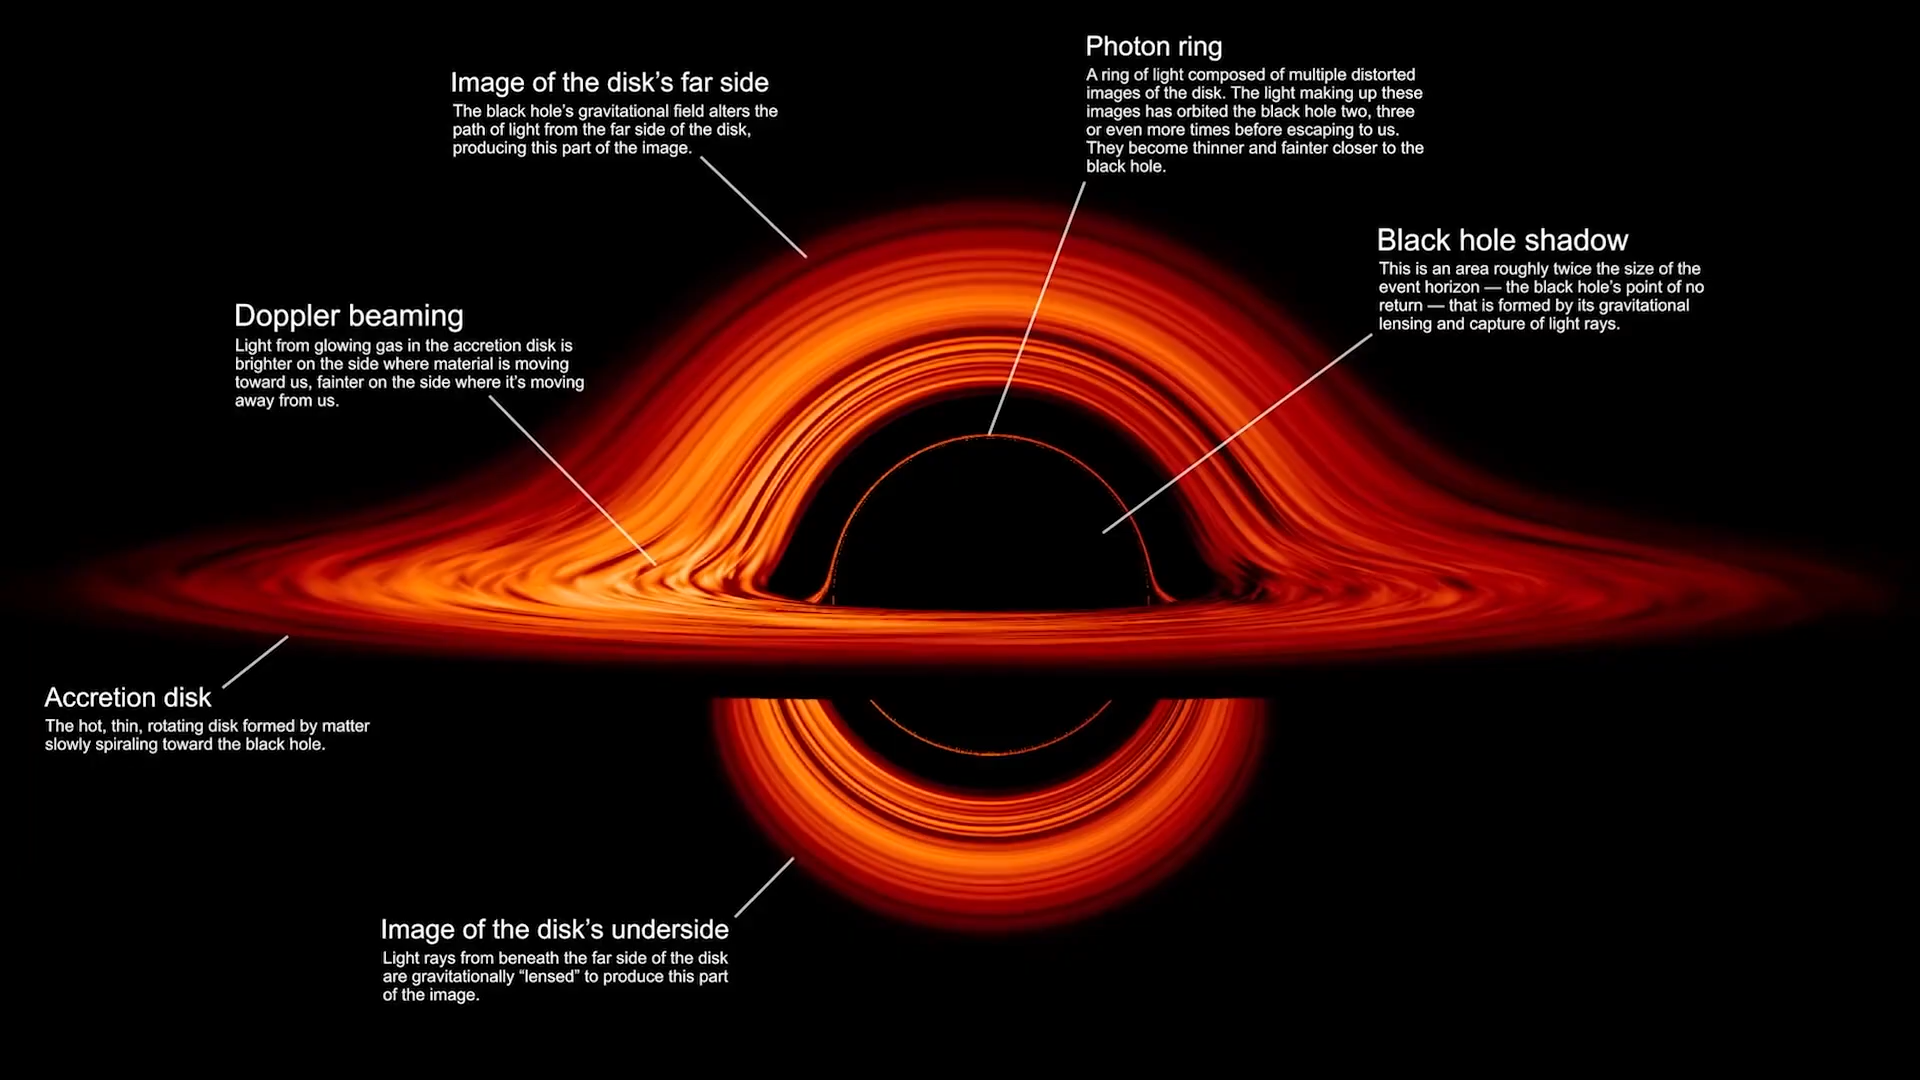 Photon ring
A ring of light composed of multiple distorted
images of the disk. The light making up these
images has orbited the black hole two, three
or even more times before escaping to us.
They become thinner and fainter closer to the
black hole.
Image of the disk’s far side
The black hole’s gravitational field alters the
path of light from the far side of the disk,
producing this part of the image.
Black hole shadow
This is an area roughly twice the size of the
event horizon — the black hole’s point of no
return — that is formed by its gravitational
lensing and capture of light rays.
Doppler beaming
Light from glowing gas in the accretion disk is
brighter on the side where material is moving
toward us, fainter on the side where it’s moving
away from us.
Accretion disk
The hot, thin, rotating disk formed by matter
slowly spiraling toward the black hole.
Image of the disk’s underside
Light rays from beneath the far side of the disk
are gravitationally “lensed” to produce this part
of the image.